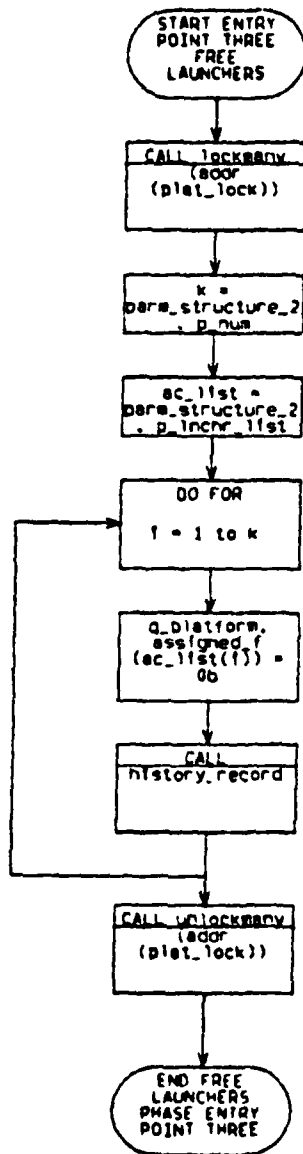 START ENTRY
POINT THREE
FREE
LAUNCHERS
CALL lockmany
(addr
(plat_lock))
k =
parm_structure_2
. p_num
ac_list =
parm_structure_2
. p_lnchr_list
DO FOR
i = 1 to k
q_platform.
assigned_f
(ac_list(i)) =
0b
CALL
history_record
CALL unlockmany
(addr
(plat_lock))
END FREE
LAUNCHERS
PHASE ENTRY
POINT THREE